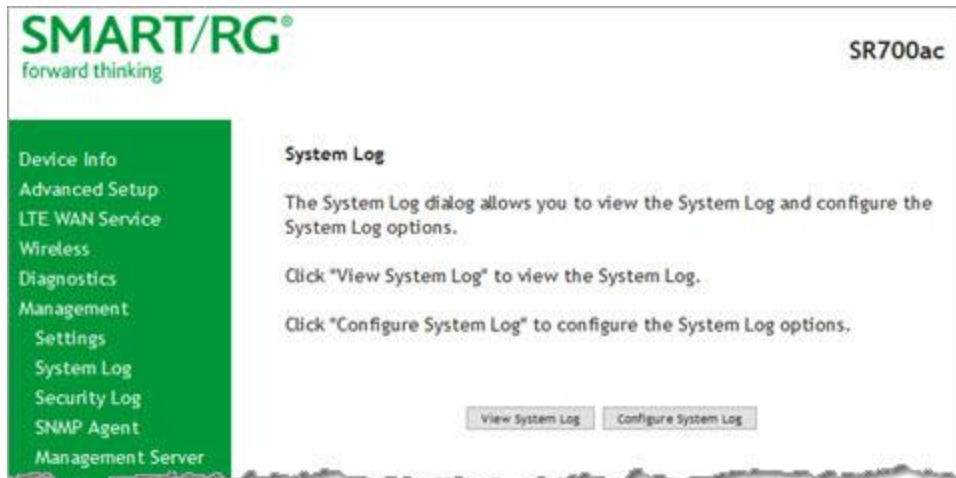 SMART/RG®
forward thinking
SR700ac
Device Info
Advanced Setup
LTE WAN Service
Wireless
Diagnostics
Management
Settings
System Log
Security Log
SNMP Agent
Management Server
System Log
The System Log dialog allows you to view the System Log and configure the
System Log options.
Click "View System Log" to view the System Log.
Click "Configure System Log" to configure the System Log options.
View System Log
Configure System Log